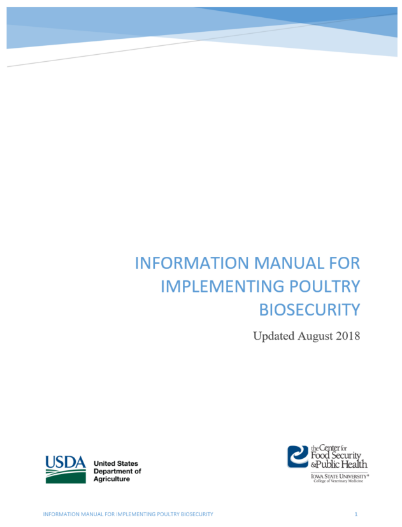 INFORMATION MANUAL FOR
IMPLEMENTING POULTRY
BIOSECURITY
Updated August 2018
USDA
United States
Department of
Agriculture
the Center for
Food Security
&Public Health
IOWA STATE UNIVERSITY®
College of Veterinary Medicine
INFORMATION MANUAL FOR IMPLEMENTING POULTRY BIOSECURITY 1